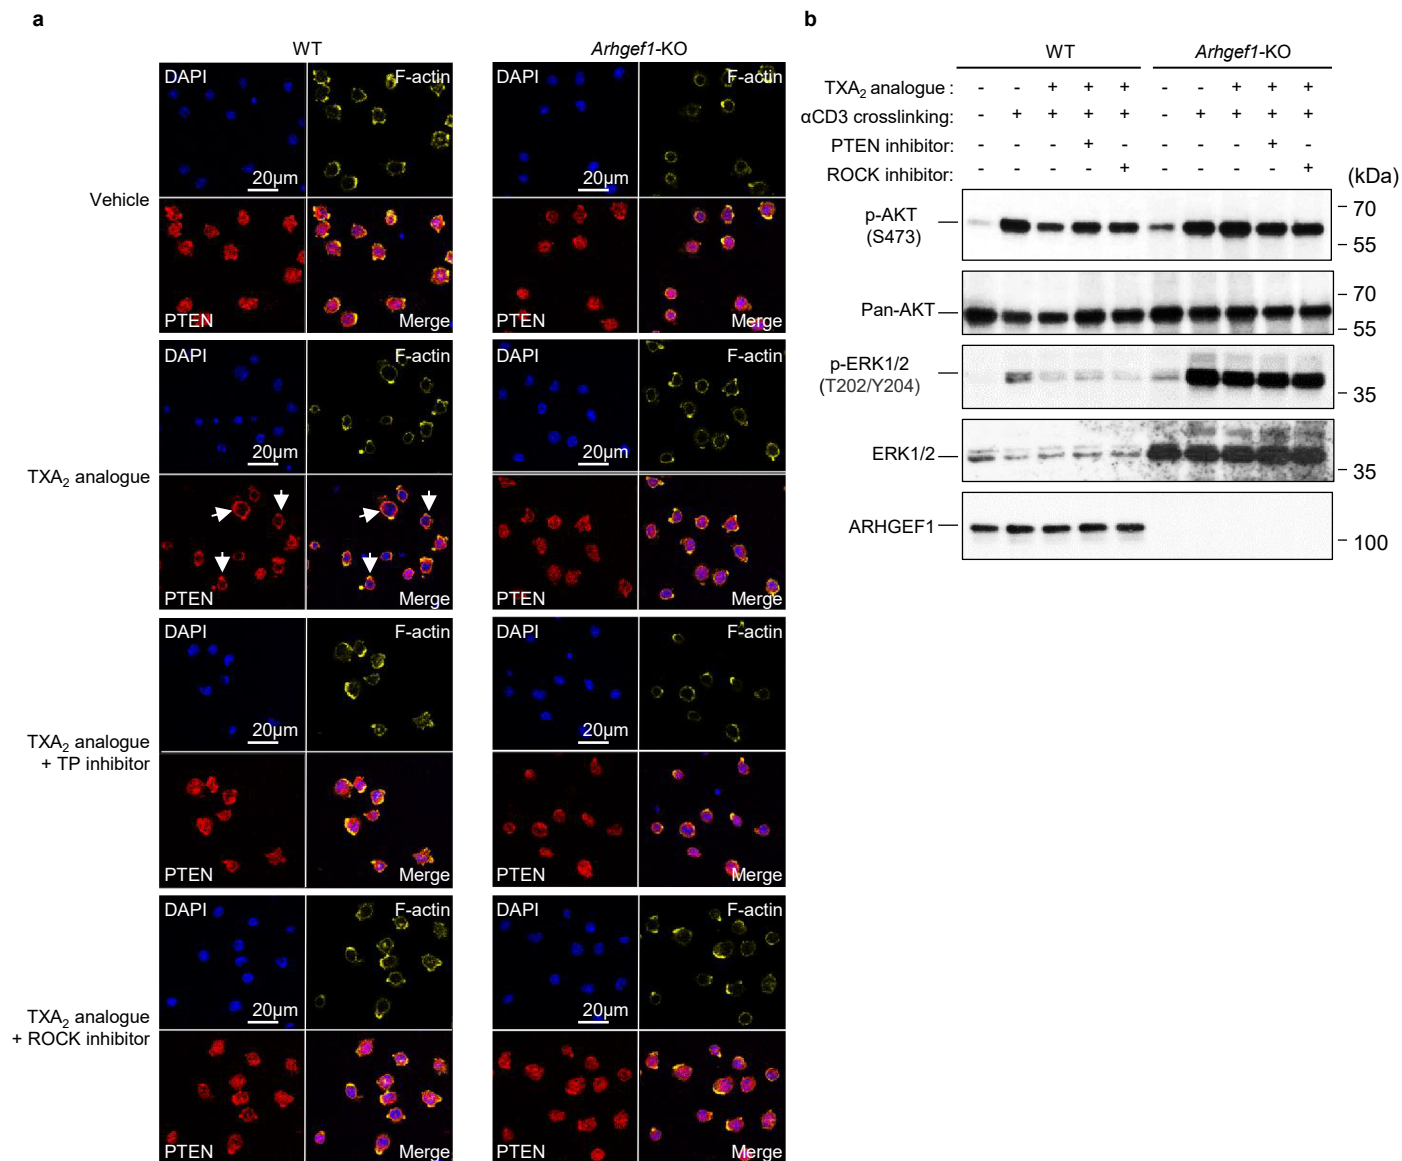 a
WT
Arhgef1-KO
Vehicle
DAPI
F-actin
20µm
PTEN
Merge
DAPI
F-actin
20µm
PTEN
Merge
TXA2 analogue
DAPI
F-actin
20µm
PTEN
Merge
DAPI
F-actin
20µm
PTEN
Merge
TXA2 analogue
+ TP inhibitor
DAPI
F-actin
20µm
PTEN
Merge
DAPI
F-actin
20µm
PTEN
Merge
TXA2 analogue
+ ROCK inhibitor
DAPI
F-actin
20µm
PTEN
Merge
DAPI
F-actin
20µm
PTEN
Merge
b
WT
Arhgef1-KO
TXA2 analogue : - - + + + - - + + +
αCD3 crosslinking: - + + + + - + + + +
PTEN inhibitor: - - - + - - - - + -
ROCK inhibitor: - - - - + - - - - +
(kDa)
p-AKT
(S473)
70
55
Pan-AKT
70
55
p-ERK1/2
(T202/Y204)
35
ERK1/2
35
ARHGEF1
100